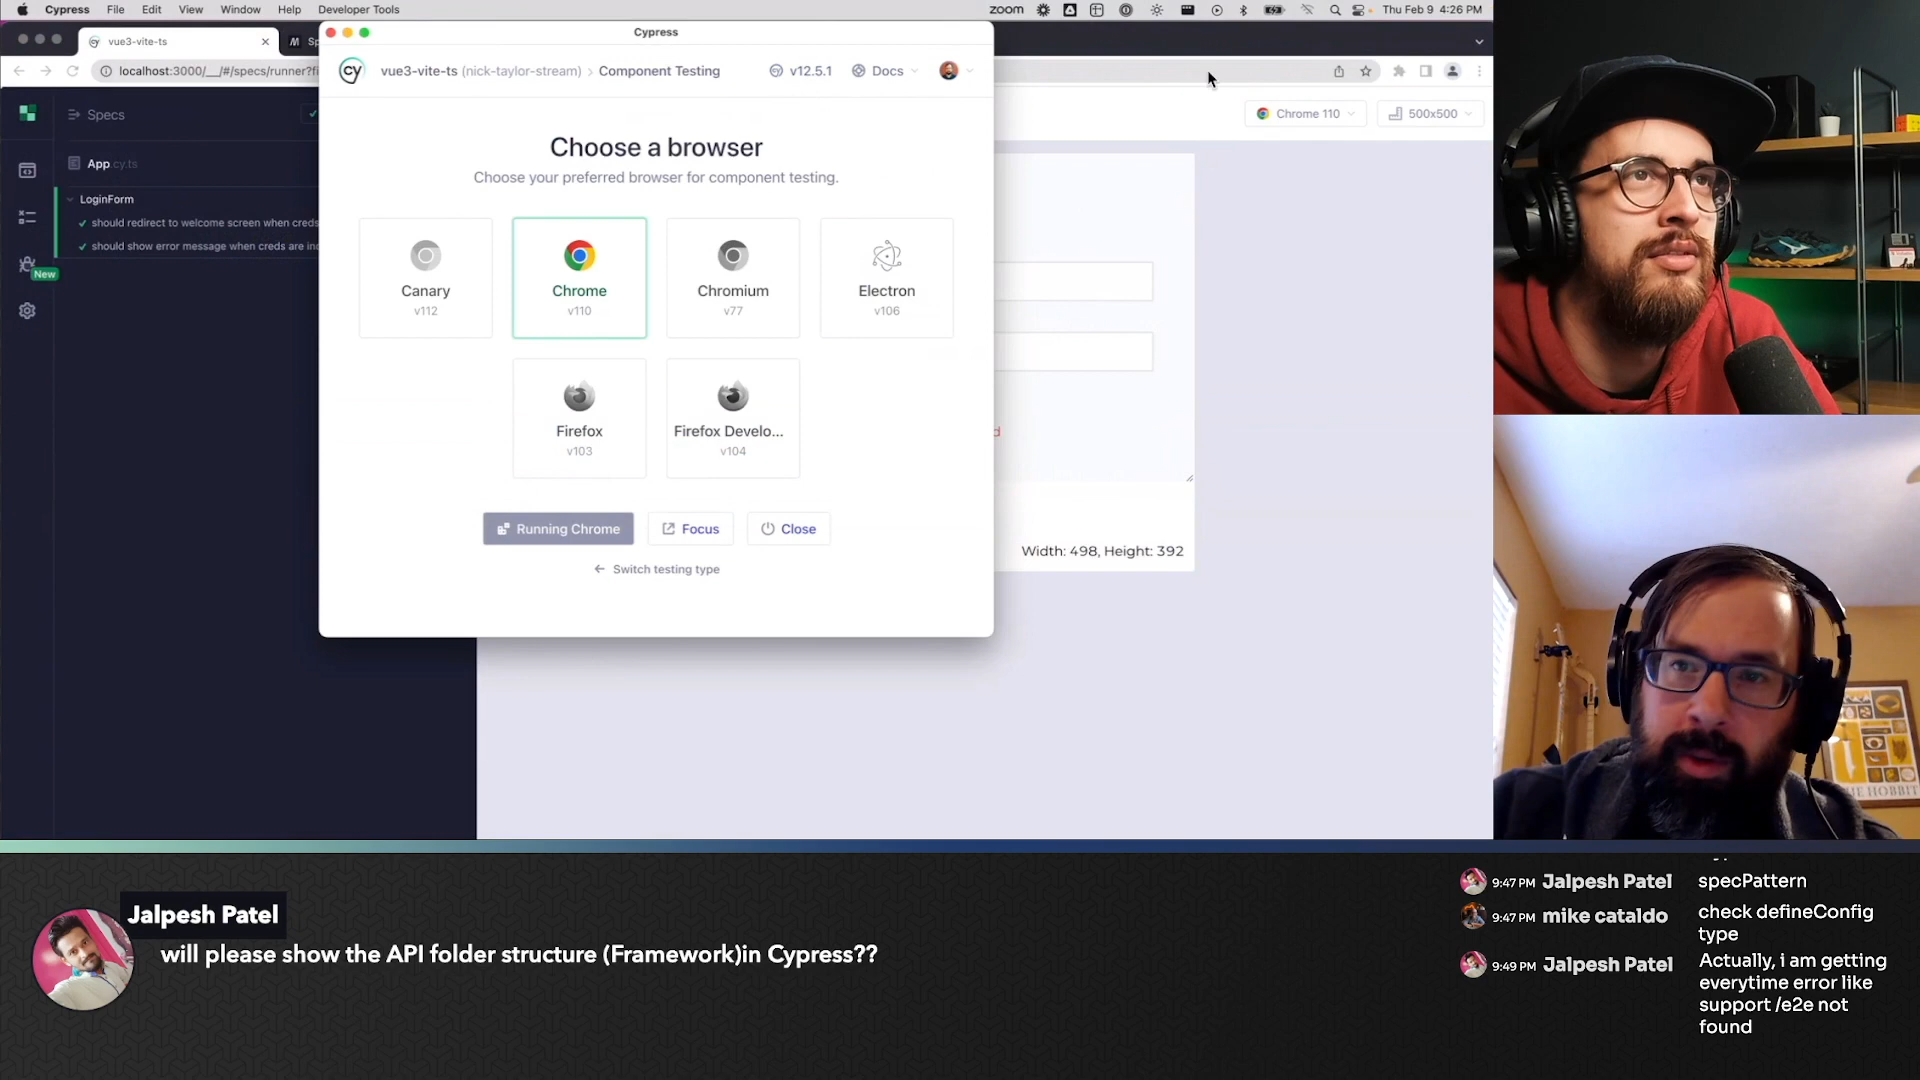 Cypress File Edit View Window Help Developer Tools
zoom Thu Feb 9 4:26 PM
vue3-vite-ts
localhost:3000/__/#/specs/runner?fi
Cypress
cy vue3-vite-ts (nick-taylor-stream) > Component Testing v12.5.1 Docs
Chrome 110 500x500
Specs
App cy.ts
LoginForm
should redirect to welcome screen when creds
should show error message when creds are inc
New
Choose a browser
Choose your preferred browser for component testing.
Canary
v112
Chrome
v110
Chromium
v77
Electron
v106
Firefox
v103
Firefox Develo...
v104
Running Chrome Focus Close
Switch testing type
Width: 498, Height: 392
HE HOBBIT
Jalpesh Patel
will please show the API folder structure (Framework)in Cypress??
9:47 PM Jalpesh Patel specPattern
9:47 PM mike cataldo check defineConfig
type
9:49 PM Jalpesh Patel Actually, i am getting
everytime error like
support /e2e not
found